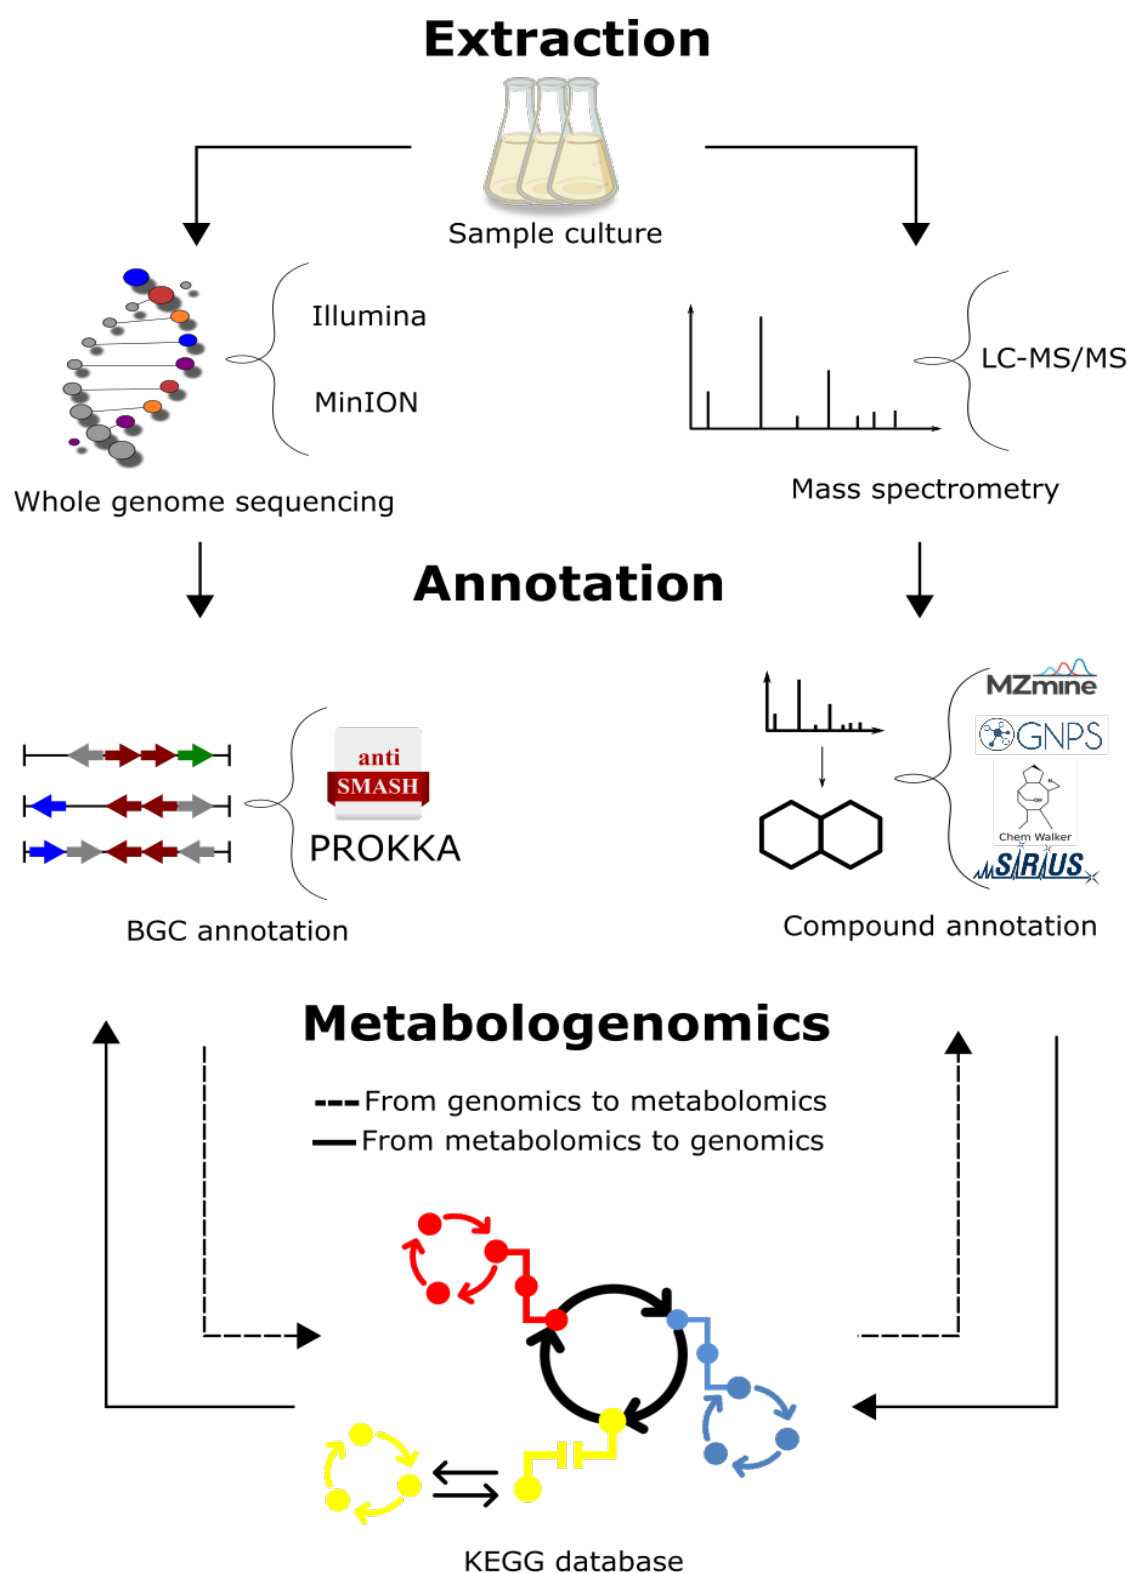 Extraction
Sample culture
Illumina
MinION
Whole genome sequencing
LC-MS/MS
Mass spectrometry
Annotation
anti
SMASH
PROKKA
BGC annotation
MZmine
GNPS
OH
Chem Walker
SIRIUS
Compound annotation
Metabologenomics
From genomics to metabolomics
From metabolomics to genomics
KEGG database